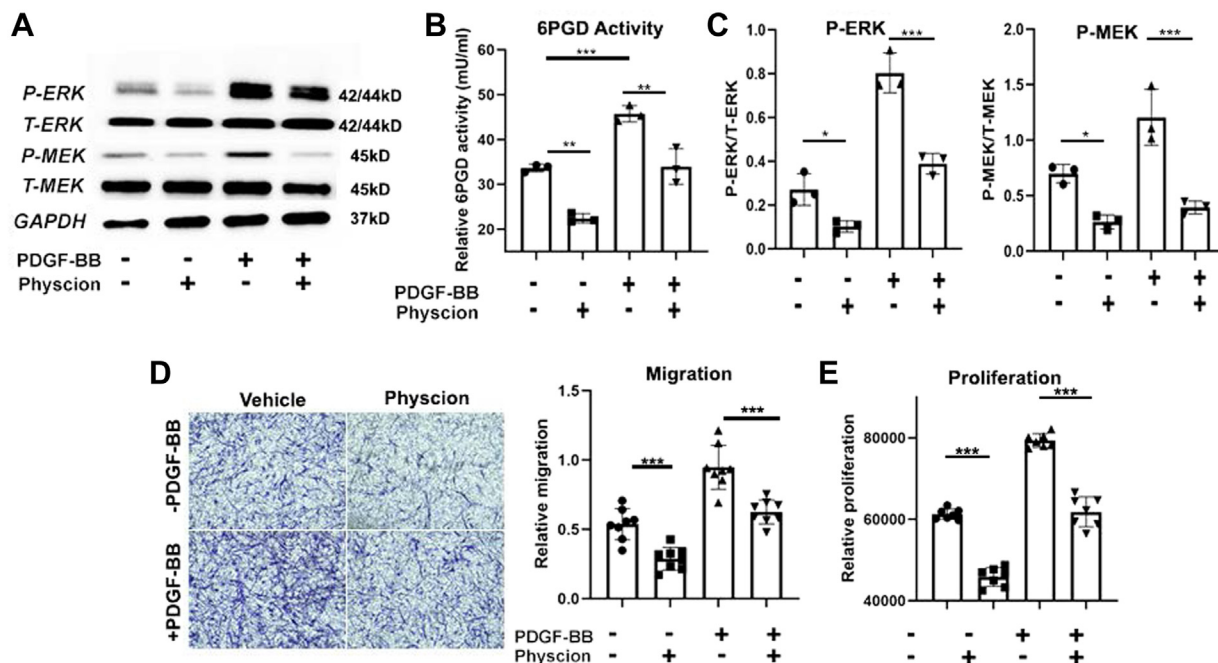 A
P-ERK 42/44kD
T-ERK 42/44kD
P-MEK 45kD
T-MEK 45kD
GAPDH 37kD
PDGF-BB - - + +
Physcion - + - +
B
6PGD Activity
Relative 6PGD activity (mU/ml)
60
50
40
30
20
***
**
**
PDGF-BB - - + +
Physcion - + - +
C
P-ERK
P-ERK/T-ERK
1.0
0.8
0.6
0.4
0.2
0.0
*
***
- - + +
- + - +
P-MEK
P-MEK/T-MEK
2.0
1.5
1.0
0.5
0.0
*
***
- - + +
- + - +
D
Vehicle Physcion
-PDGF-BB
+PDGF-BB
Migration
Relative migration
1.5
1.0
0.5
0.0
***
***
PDGF-BB - - + +
Physcion - + - +
E
Proliferation
Relative proliferation
80000
60000
40000
***
***
- - + +
- + - +